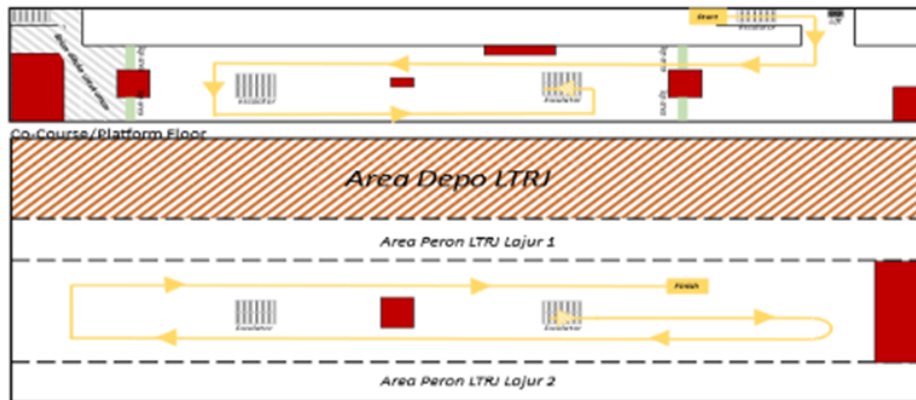 Start
Escalator
Lift
Escalator
Escalator
Co-Course/Platform Floor
Area Depo LTRJ
Area Peron LTRJ Lajur 1
Finish
Escalator
Escalator
Area Peron LTRJ Lajur 2